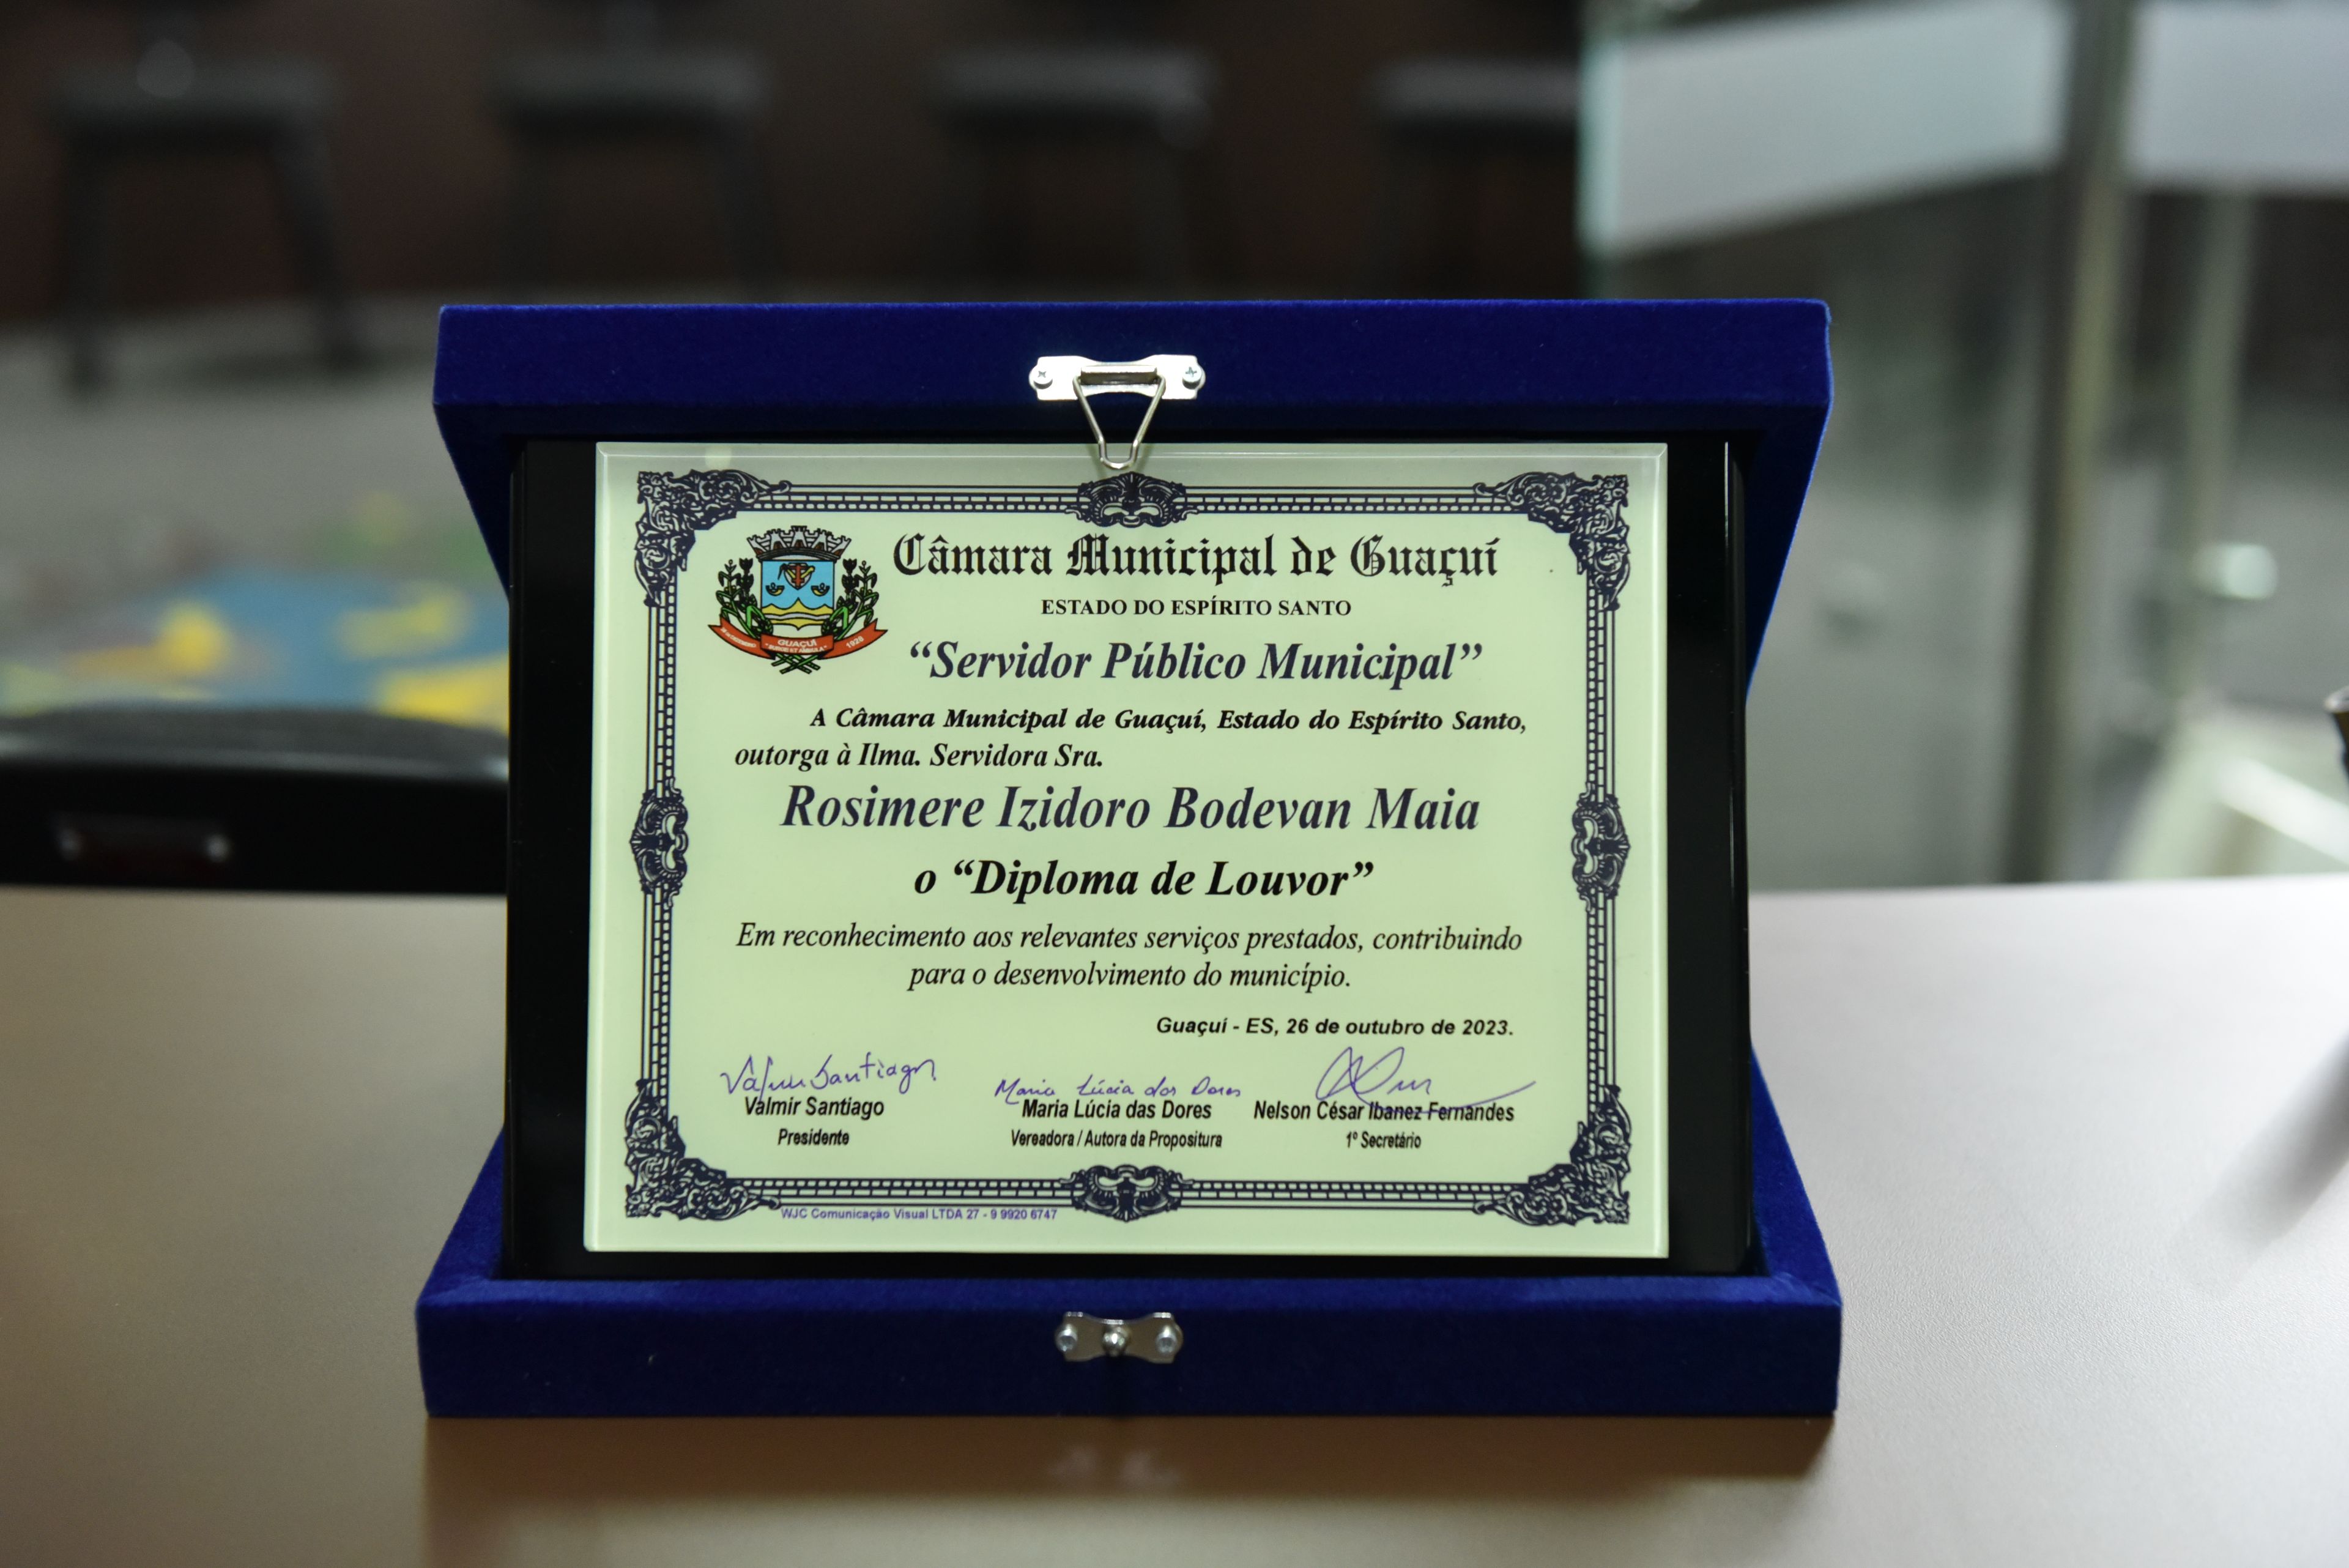 Câmara Municipal de Guaçuí
ESTADO DO ESPÍRITO SANTO
GUAÇUÍ
1928
“Servidor Público Municipal”
A Câmara Municipal de Guaçuí, Estado do Espírito Santo,
outorga à Ilma. Servidora Sra.
Rosimere Izidoro Bodevan Maia
o “Diploma de Louvor”
Em reconhecimento aos relevantes serviços prestados, contribuindo
para o desenvolvimento do município.
Guaçuí - ES, 26 de outubro de 2023.
Valmir Santiago
Maria Lúcia das Dores
Valmir Santiago
Maria Lúcia das Dores
Nelson César Ibanez Fernandes
Presidente
Vereadora / Autora da Propositura
1º Secretário
WJC Comunicação Visual LTDA 27 - 9 9920 6747